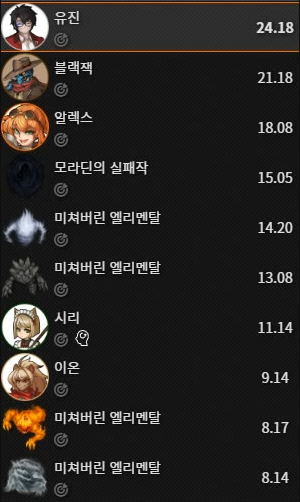 유진 24.18
블랙잭 21.18
알렉스 18.08
모라딘의 실패작 15.05
미쳐버린 엘리멘탈 14.20
미쳐버린 엘리멘탈 13.08
시리 11.14
이온 9.14
미쳐버린 엘리멘탈 8.17
미쳐버린 엘리멘탈 8.14